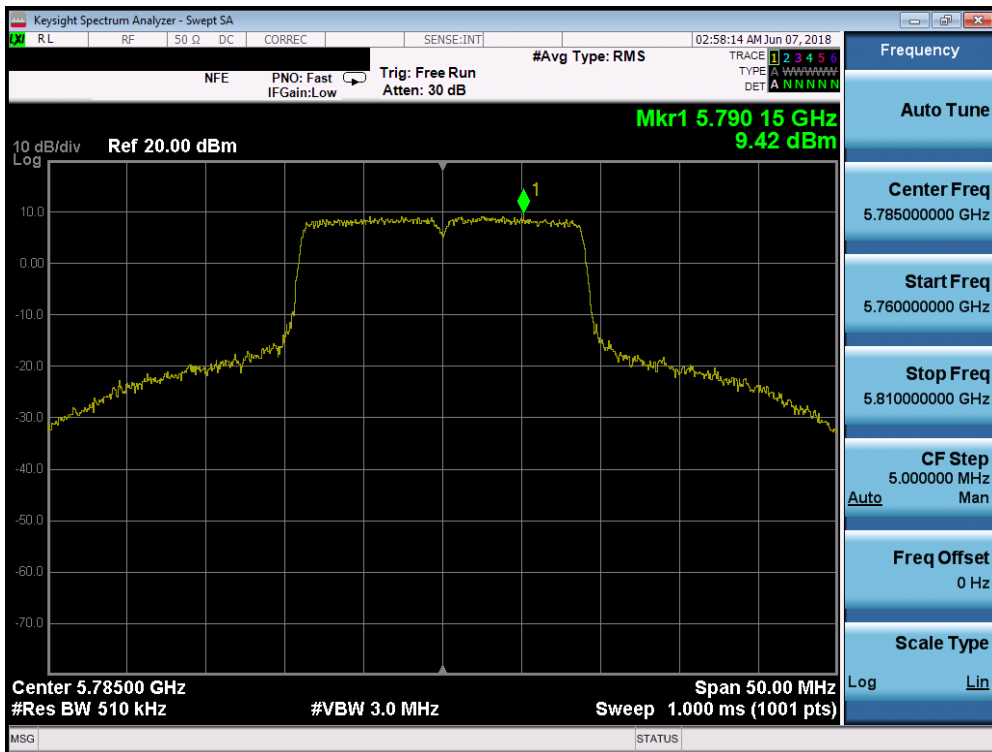 Keysight Spectrum Analyzer - Swept SA
LXI RL RF 50 Ω DC CORREC SENSE:INT 02:58:14 AM Jun 07, 2018
NFE PNO: Fast Trig: Free Run #Avg Type: RMS TRACE 1 2 3 4 5 6
IFGain:Low Atten: 30 dB TYPE A WWWWW
DET A N N N N N
Mkr1 5.790 15 GHz
9.42 dBm
10 dB/div Ref 20.00 dBm
Log
1
10.0
0.00
-10.0
-20.0
-30.0
-40.0
-50.0
-60.0
-70.0
Center 5.78500 GHz Span 50.00 MHz
#Res BW 510 kHz #VBW 3.0 MHz Sweep 1.000 ms (1001 pts)
MSG STATUS
Frequency
Auto Tune
Center Freq
5.785000000 GHz
Start Freq
5.760000000 GHz
Stop Freq
5.810000000 GHz
CF Step
5.000000 MHz
Auto Man
Freq Offset
0 Hz
Scale Type
Log Lin